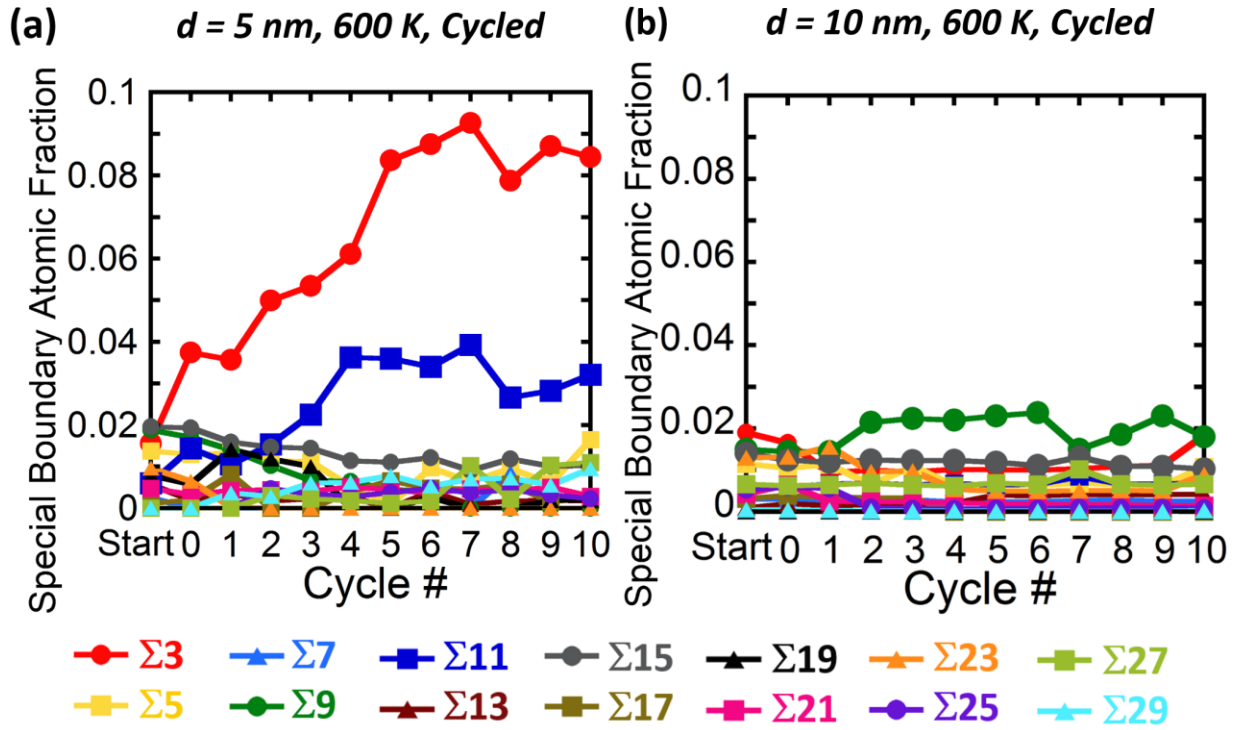 (a) d = 5 nm, 600 K, Cycled
Special Boundary Atomic Fraction
0.1
0.08
0.06
0.04
0.02
0
Start 0 1 2 3 4 5 6 7 8 9 10
Cycle #
(b) d = 10 nm, 600 K, Cycled
Special Boundary Atomic Fraction
0.1
0.08
0.06
0.04
0.02
0
Start 0 1 2 3 4 5 6 7 8 9 10
Cycle #
Σ3 Σ7 Σ11 Σ15 Σ19 Σ23 Σ27
Σ5 Σ9 Σ13 Σ17 Σ21 Σ25 Σ29